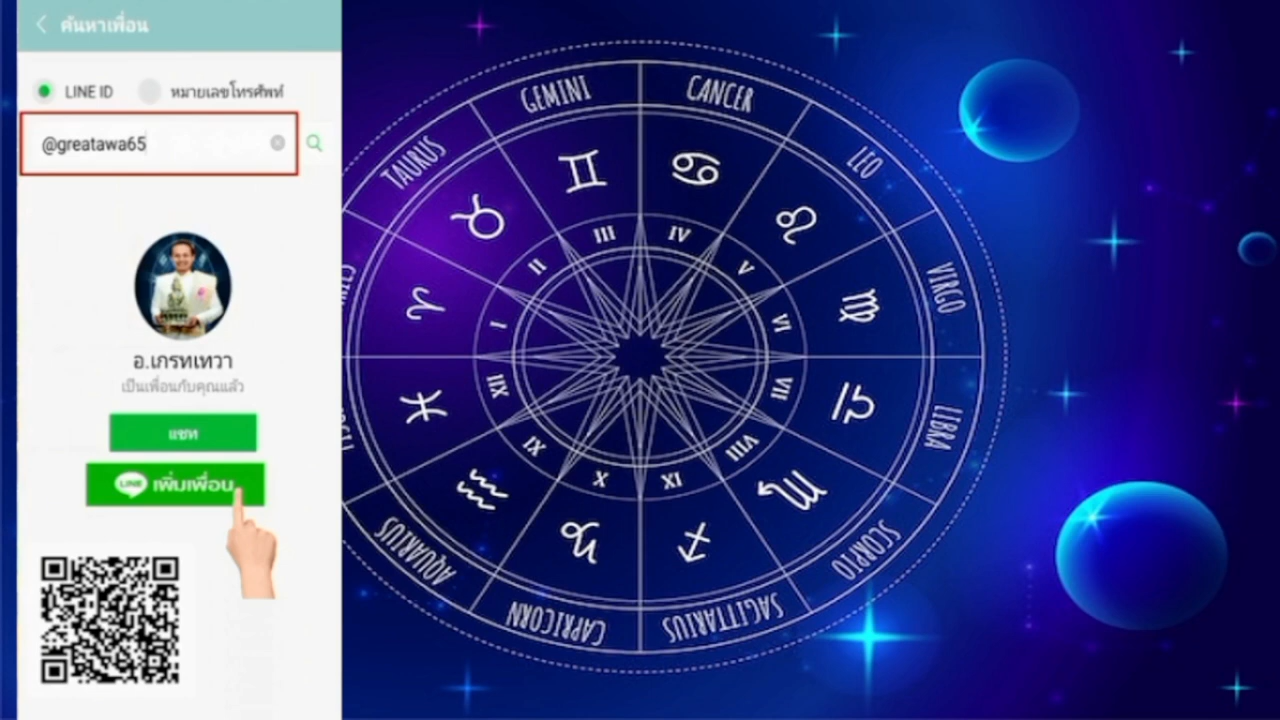 ค้นหาเพื่อน
LINE ID
หมายเลขโทรศัพท์
@greatawa65
อ.เกรทเทวา
เป็นเพื่อนกับคุณแล้ว
แชท
LINE เพิ่มเพื่อน
GEMINI
CANCER
TAURUS
LEO
VIRGO
LIBRA
SCORPIO
SAGITTARIUS
CAPRICORN
AQUARIUS
III
IV
II
V
I
VI
XII
VII
IX
VIII
X
XI